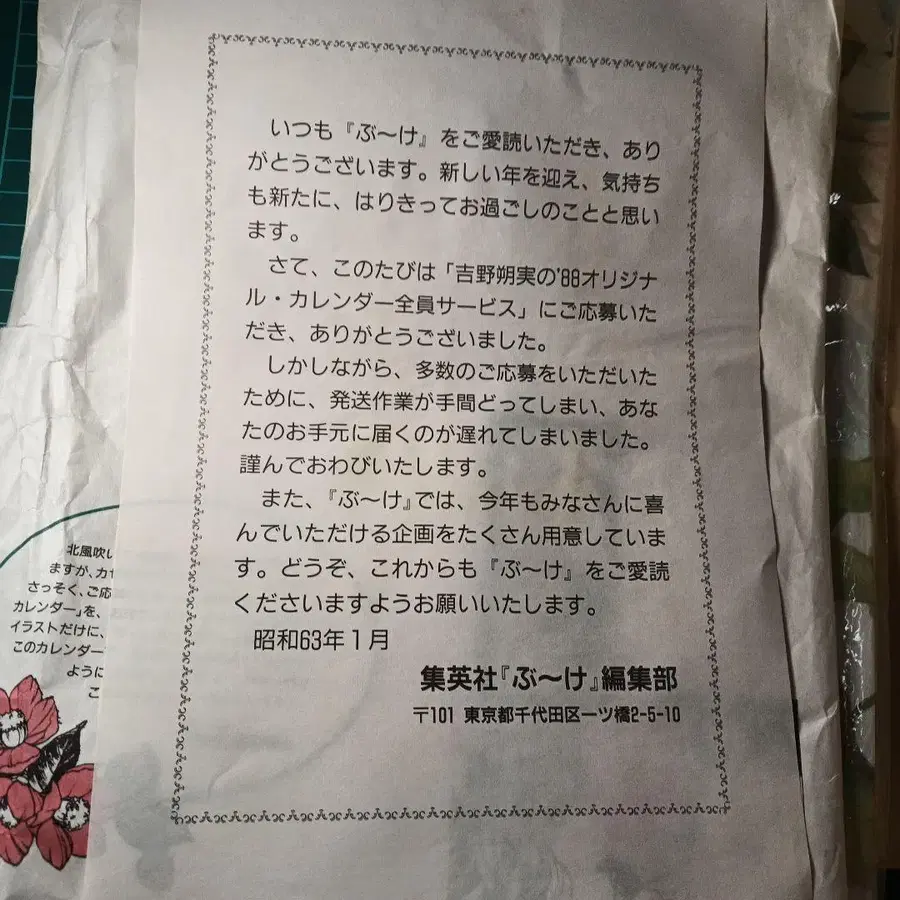 いつも『ぶ〜け』をご愛読いただき、あり
がとうございます。新しい年を迎え、気持ち
も新たに、はりきってお過ごしのことと思い
ます。
さて、このたびは「吉野朔実の'88オリジナ
ル・カレンダー全員サービス」にご応募いた
だき、ありがとうございました。
しかしながら、多数のご応募をいただいた
ために、発送作業が手間どってしまい、あな
たのお手元に届くのが遅れてしまいました。
謹んでおわびいたします。
また、『ぶ〜け』では、今年もみなさんに喜
んでいただける企画をたくさん用意していま
す。どうぞ、これからも『ぶ〜け』をご愛読
くださいますようお願いいたします。
昭和63年1月
集英社『ぶ〜け』編集部
〒101 東京都千代田区一ツ橋2-5-10
北風吹い
ますが、カ
さっそく、ご応
カレンダー」を、
イラストだけに、
このカレンダー
ように
こ